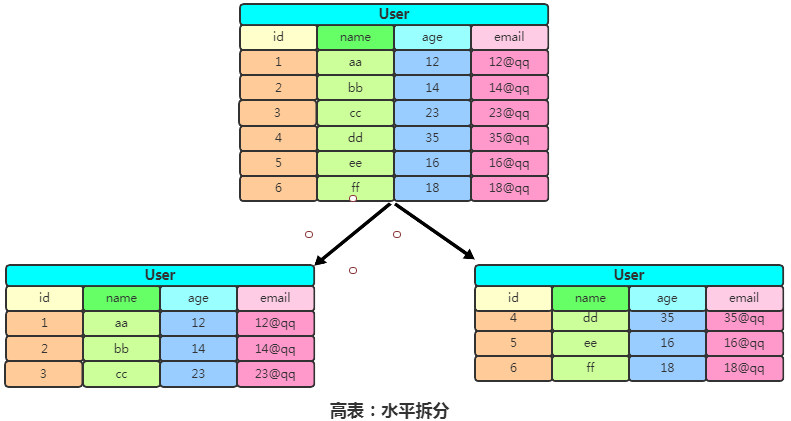 User
id name age email
1 aa 12 12@qq
2 bb 14 14@qq
3 cc 23 23@qq
4 dd 35 35@qq
5 ee 16 16@qq
6 ff 18 18@qq
User
id name age email
1 aa 12 12@qq
2 bb 14 14@qq
3 cc 23 23@qq
User
id name age email
4 dd 35 35@qq
5 ee 16 16@qq
6 ff 18 18@qq
高表：水平拆分